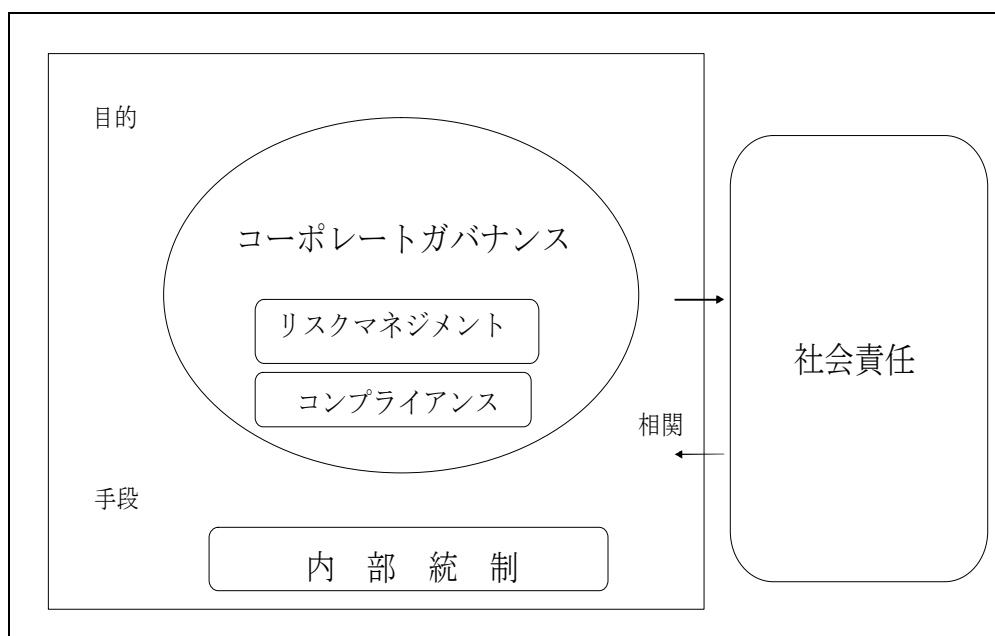 目的
コーポレートガバナンス
リスクマネジメント
コンプライアンス
社会責任
相関
手段
内 部 統 制